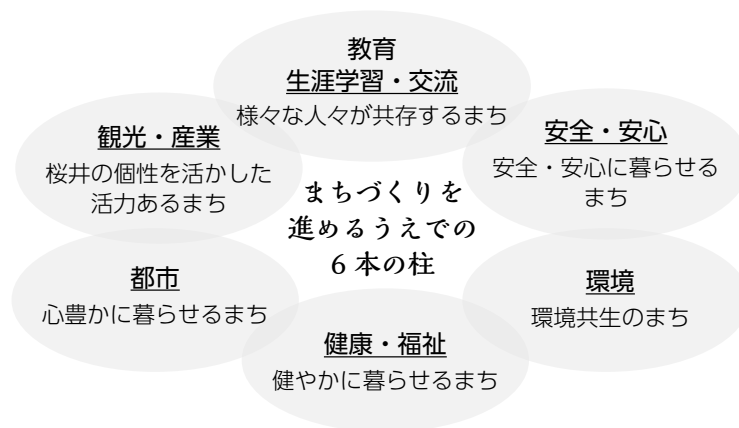 教育
生涯学習・交流
様々な人々が共存するまち
観光・産業
桜井の個性を活かした
活力あるまち
安全・安心
安全・安心に暮らせる
まち
まちづくりを
進めるうえでの
6本の柱
都市
心豊かに暮らせるまち
環境
環境共生のまち
健康・福祉
健やかに暮らせるまち